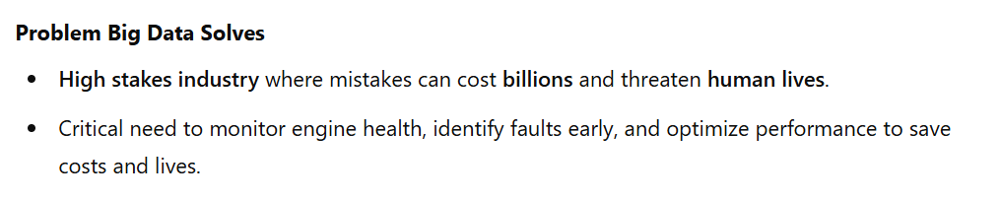 Problem Big Data Solves
• High stakes industry where mistakes can cost billions and threaten human lives.
• Critical need to monitor engine health, identify faults early, and optimize performance to save
costs and lives.